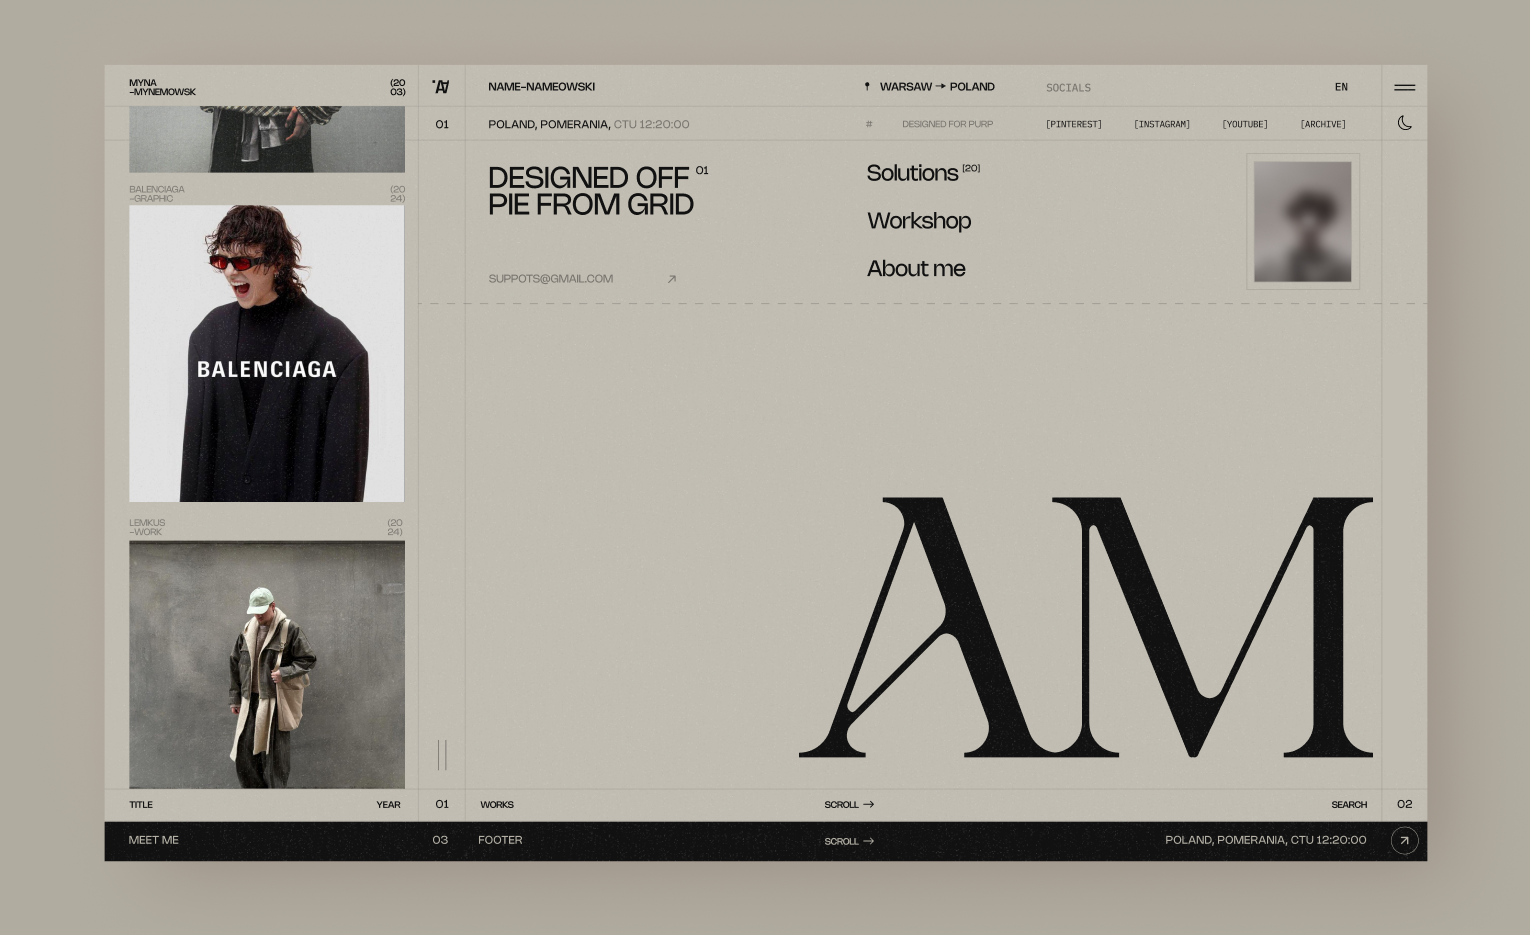 MYNA
-MYNEMOWSK
(20
03)
NAME-NAMEOWSKI
WARSAW → POLAND
SOCIALS
EN
01
POLAND, POMERANIA, CTU 12:20:00
#
DESIGNED FOR PURP
[PINTEREST]
[INSTAGRAM]
[YOUTUBE]
[ARCHIVE]
BALENCIAGA
-GRAPHIC
(20
24)
BALENCIAGA
LEMKUS
-WORK
(20
24)
DESIGNED OFF 01
PIE FROM GRID
SUPPOTS@GMAIL.COM
Solutions [20]
Workshop
About me
AM
TITLE
YEAR
01
WORKS
SCROLL →
SEARCH
02
MEET ME
03
FOOTER
SCROLL →
POLAND, POMERANIA, CTU 12:20:00